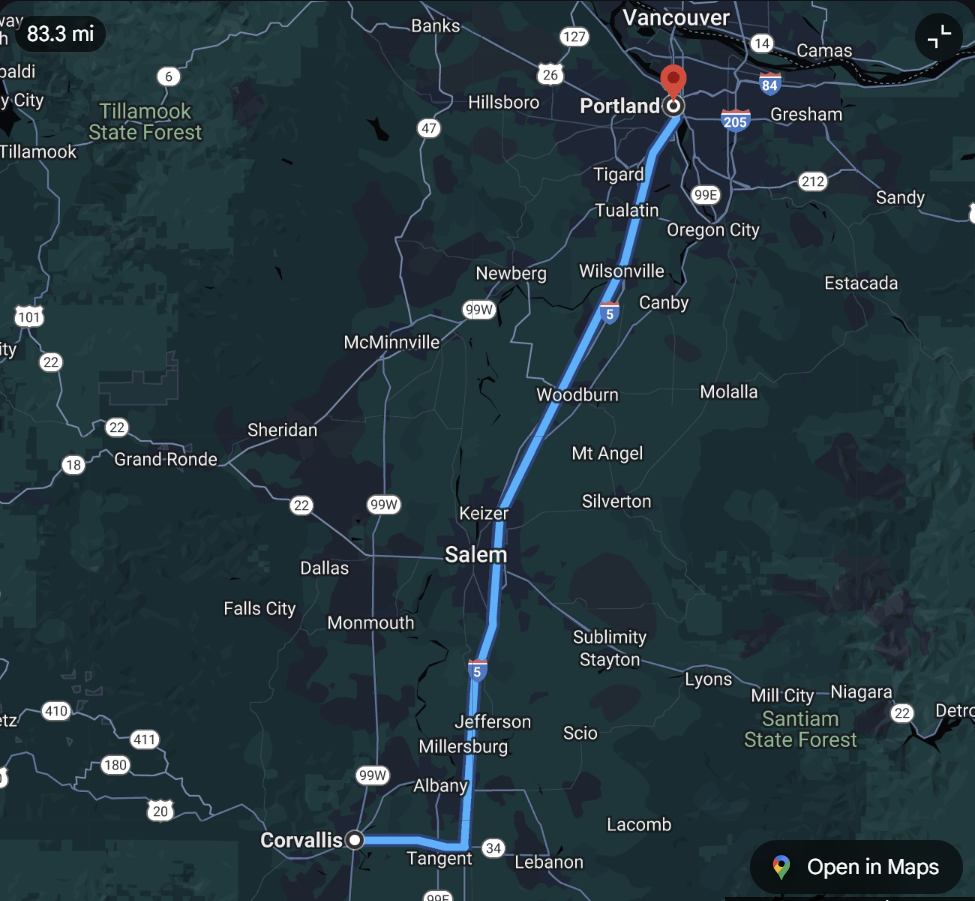 way
83.3 mi
Banks
Vancouver
127
14
Camas
6
26
84
baldi
y City
Tillamook
State Forest
Hillsboro
Portland
205
Gresham
47
Tillamook
Tigard
212
99E
Sandy
Tualatin
Oregon City
Newberg
Wilsonville
Estacada
101
99W
5
Canby
ity
22
McMinnville
Woodburn
Molalla
22
Sheridan
18
Grand Ronde
Mt Angel
22
99W
Silverton
Keizer
Salem
Dallas
Falls City
Monmouth
Sublimity
Stayton
5
Lyons
Mill City
Niagara
410
etz
Jefferson
Santiam
State Forest
22
Detro
411
Millersburg
Scio
180
99W
Albany
20
Lacomb
Corvallis
34
Tangent
Lebanon
Open in Maps
99E